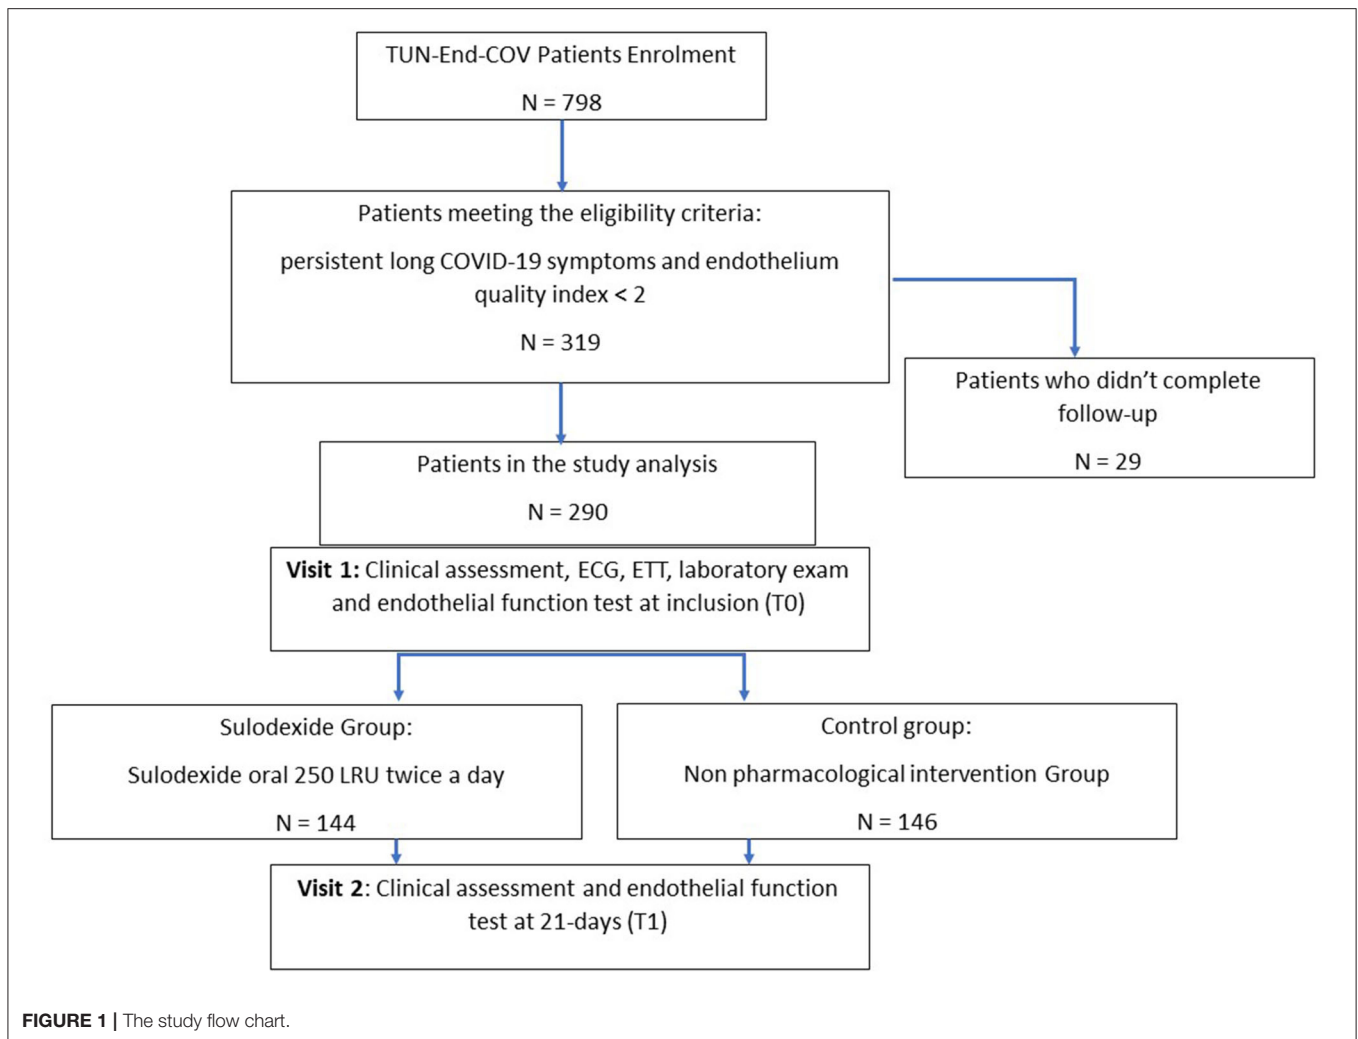 TUN-End-COV Patients Enrolment
N = 798
Patients meeting the eligibility criteria:
persistent long COVID-19 symptoms and endothelium
quality index < 2
N = 319
Patients who didn’t complete
follow-up
N = 29
Patients in the study analysis
N = 290
Visit 1: Clinical assessment, ECG, ETT, laboratory exam
and endothelial function test at inclusion (T0)
Sulodexide Group:
Sulodexide oral 250 LRU twice a day
N = 144
Control group:
Non pharmacological intervention Group
N = 146
Visit 2: Clinical assessment and endothelial function
test at 21-days (T1)
FIGURE 1 | The study flow chart.